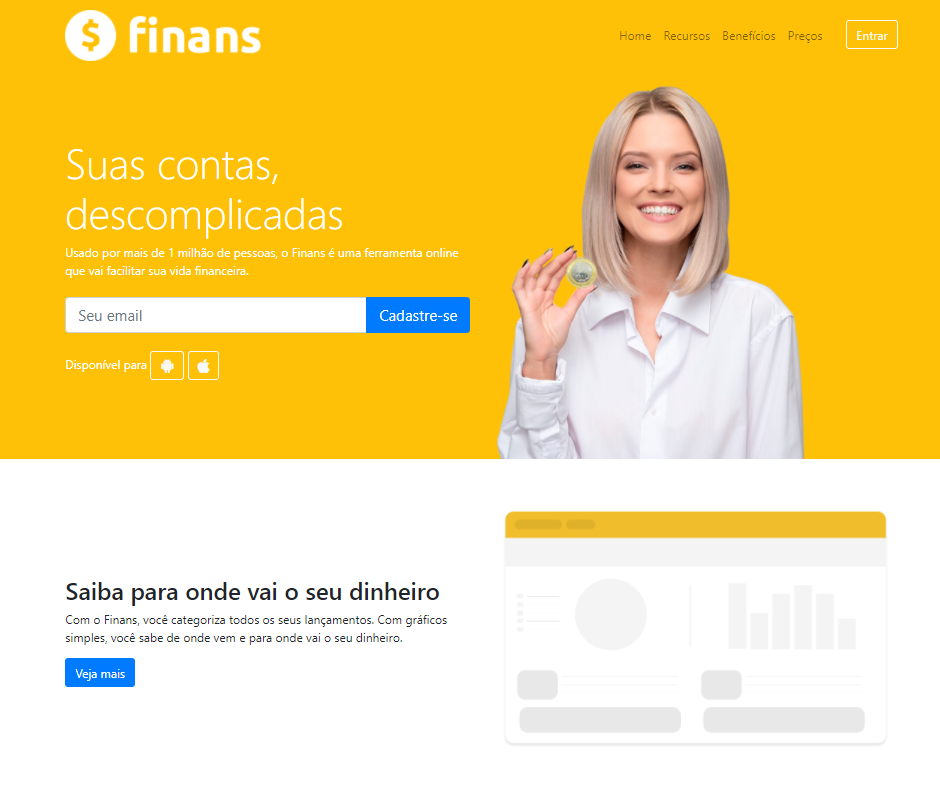 $ finans
Home Recursos Benefícios Preços Entrar
Suas contas,
descomplicadas
Usado por mais de 1 milhão de pessoas, o Finans é uma ferramenta online
que vai facilitar sua vida financeira.
Seu email Cadastre-se
Disponível para
Saiba para onde vai o seu dinheiro
Com o Finans, você categoriza todos os seus lançamentos. Com gráficos
simples, você sabe de onde vem e para onde vai o seu dinheiro.
Veja mais